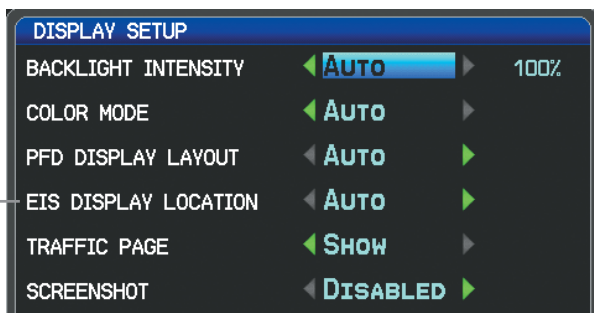 DISPLAY SETUP
BACKLIGHT INTENSITY AUTO 100%
COLOR MODE AUTO
PFD DISPLAY LAYOUT AUTO
EIS DISPLAY LOCATION AUTO
TRAFFIC PAGE SHOW
SCREENSHOT DISABLED